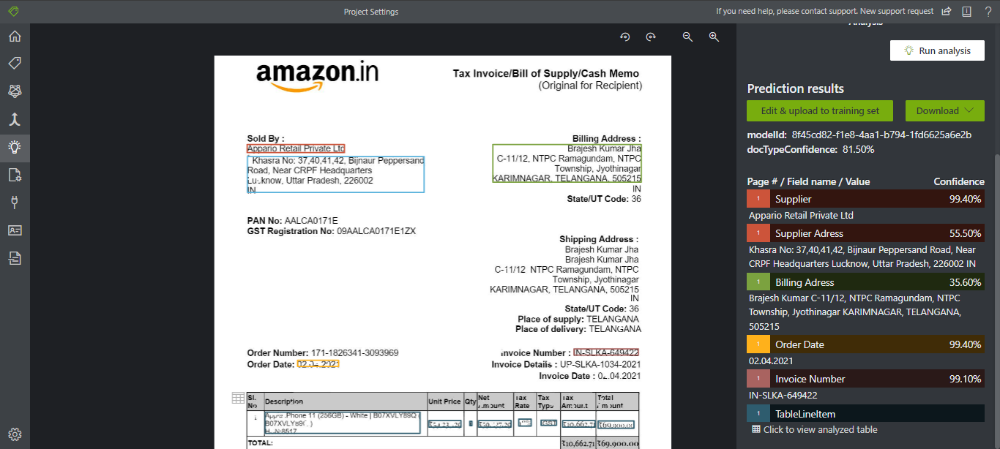 Project Settings
If you need help, please contact support. New support request
Analysis
Run analysis
amazon.in
Tax Invoice/Bill of Supply/Cash Memo
(Original for Recipient)
Sold By :
Appario Retail Private Ltd
Khasra No: 37,40,41,42, Bijnaur Peppersand
Road, Near CRPF Headquarters
Lucknow, Uttar Pradesh, 226002
IN
Billing Address :
Brajesh Kumar Jha
C-11/12, NTPC Ramagundam, NTPC
Township, Jyothinagar
KARIMNAGAR, TELANGANA, 505215
IN
State/UT Code: 36
PAN No: AALCA0171E
GST Registration No: 09AALCA0171E1ZX
Shipping Address :
Brajesh Kumar Jha
Brajesh Kumar Jha
C-11/12 NTPC Ramagundam, NTPC
Township, Jyothinagar
KARIMNAGAR, TELANGANA, 505215
IN
State/UT Code: 36
Place of supply: TELANGANA
Place of delivery: TELANGANA
Order Number: 171-1826341-3093969
Order Date: 02.04.2021
Invoice Number : IN-SLKA-649422
Invoice Details : UP-SLKA-1034-2021
Invoice Date : 02.04.2021
Sl. No Description Unit Price Qty Net Amount Tax Rate Tax Type Tax Amount Total Amount
1 Apple iPhone 11 (256GB) - White | B07XVLY89Q (
B07XVLY89Q )
GST ₹10,662.71 ₹69,900.00
TOTAL: ₹10,662.71 ₹69,900.00
Prediction results
Edit & upload to training set
Download
modelId: 8f45cd82-f1e8-4aa1-b794-1fd6625a6e2b
docTypeConfidence: 81.50%
Page # / Field name / Value Confidence
1 Supplier 99.40%
Appario Retail Private Ltd
1 Supplier Adress 55.50%
Khasra No: 37,40,41,42, Bijnaur Peppersand Road, Near
CRPF Headquarters Lucknow, Uttar Pradesh, 226002 IN
1 Billing Adress 35.60%
Brajesh Kumar C-11/12, NTPC Ramagundam, NTPC
Township, Jyothinagar KARIMNAGAR, TELANGANA,
505215
1 Order Date 99.40%
02.04.2021
1 Invoice Number 99.10%
IN-SLKA-649422
1 TableLineItem
Click to view analyzed table